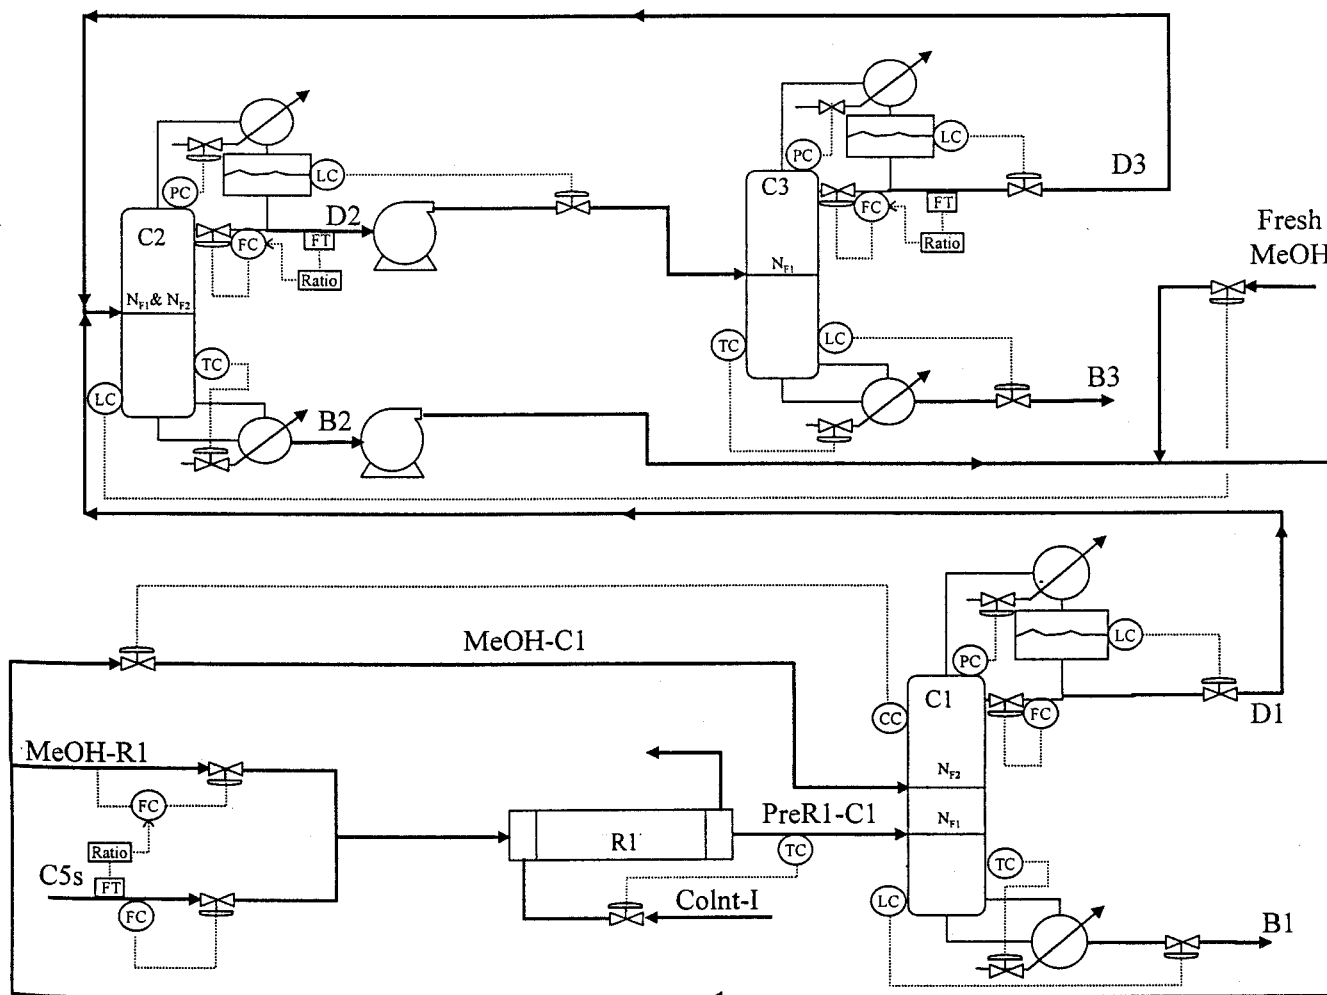 PC
LC
D2
FT
FC
Ratio
C2
N_F1 & N_F2
TC
LC
B2
PC
LC
D3
C3
FC
FT
Ratio
N_F1
TC
LC
B3
Fresh
MeOH
MeOH-C1
MeOH-R1
FC
Ratio
C5s
FT
FC
R1
PreR1-C1
TC
Colnt-I
PC
LC
CC
C1
FC
D1
N_F2
N_F1
TC
LC
B1